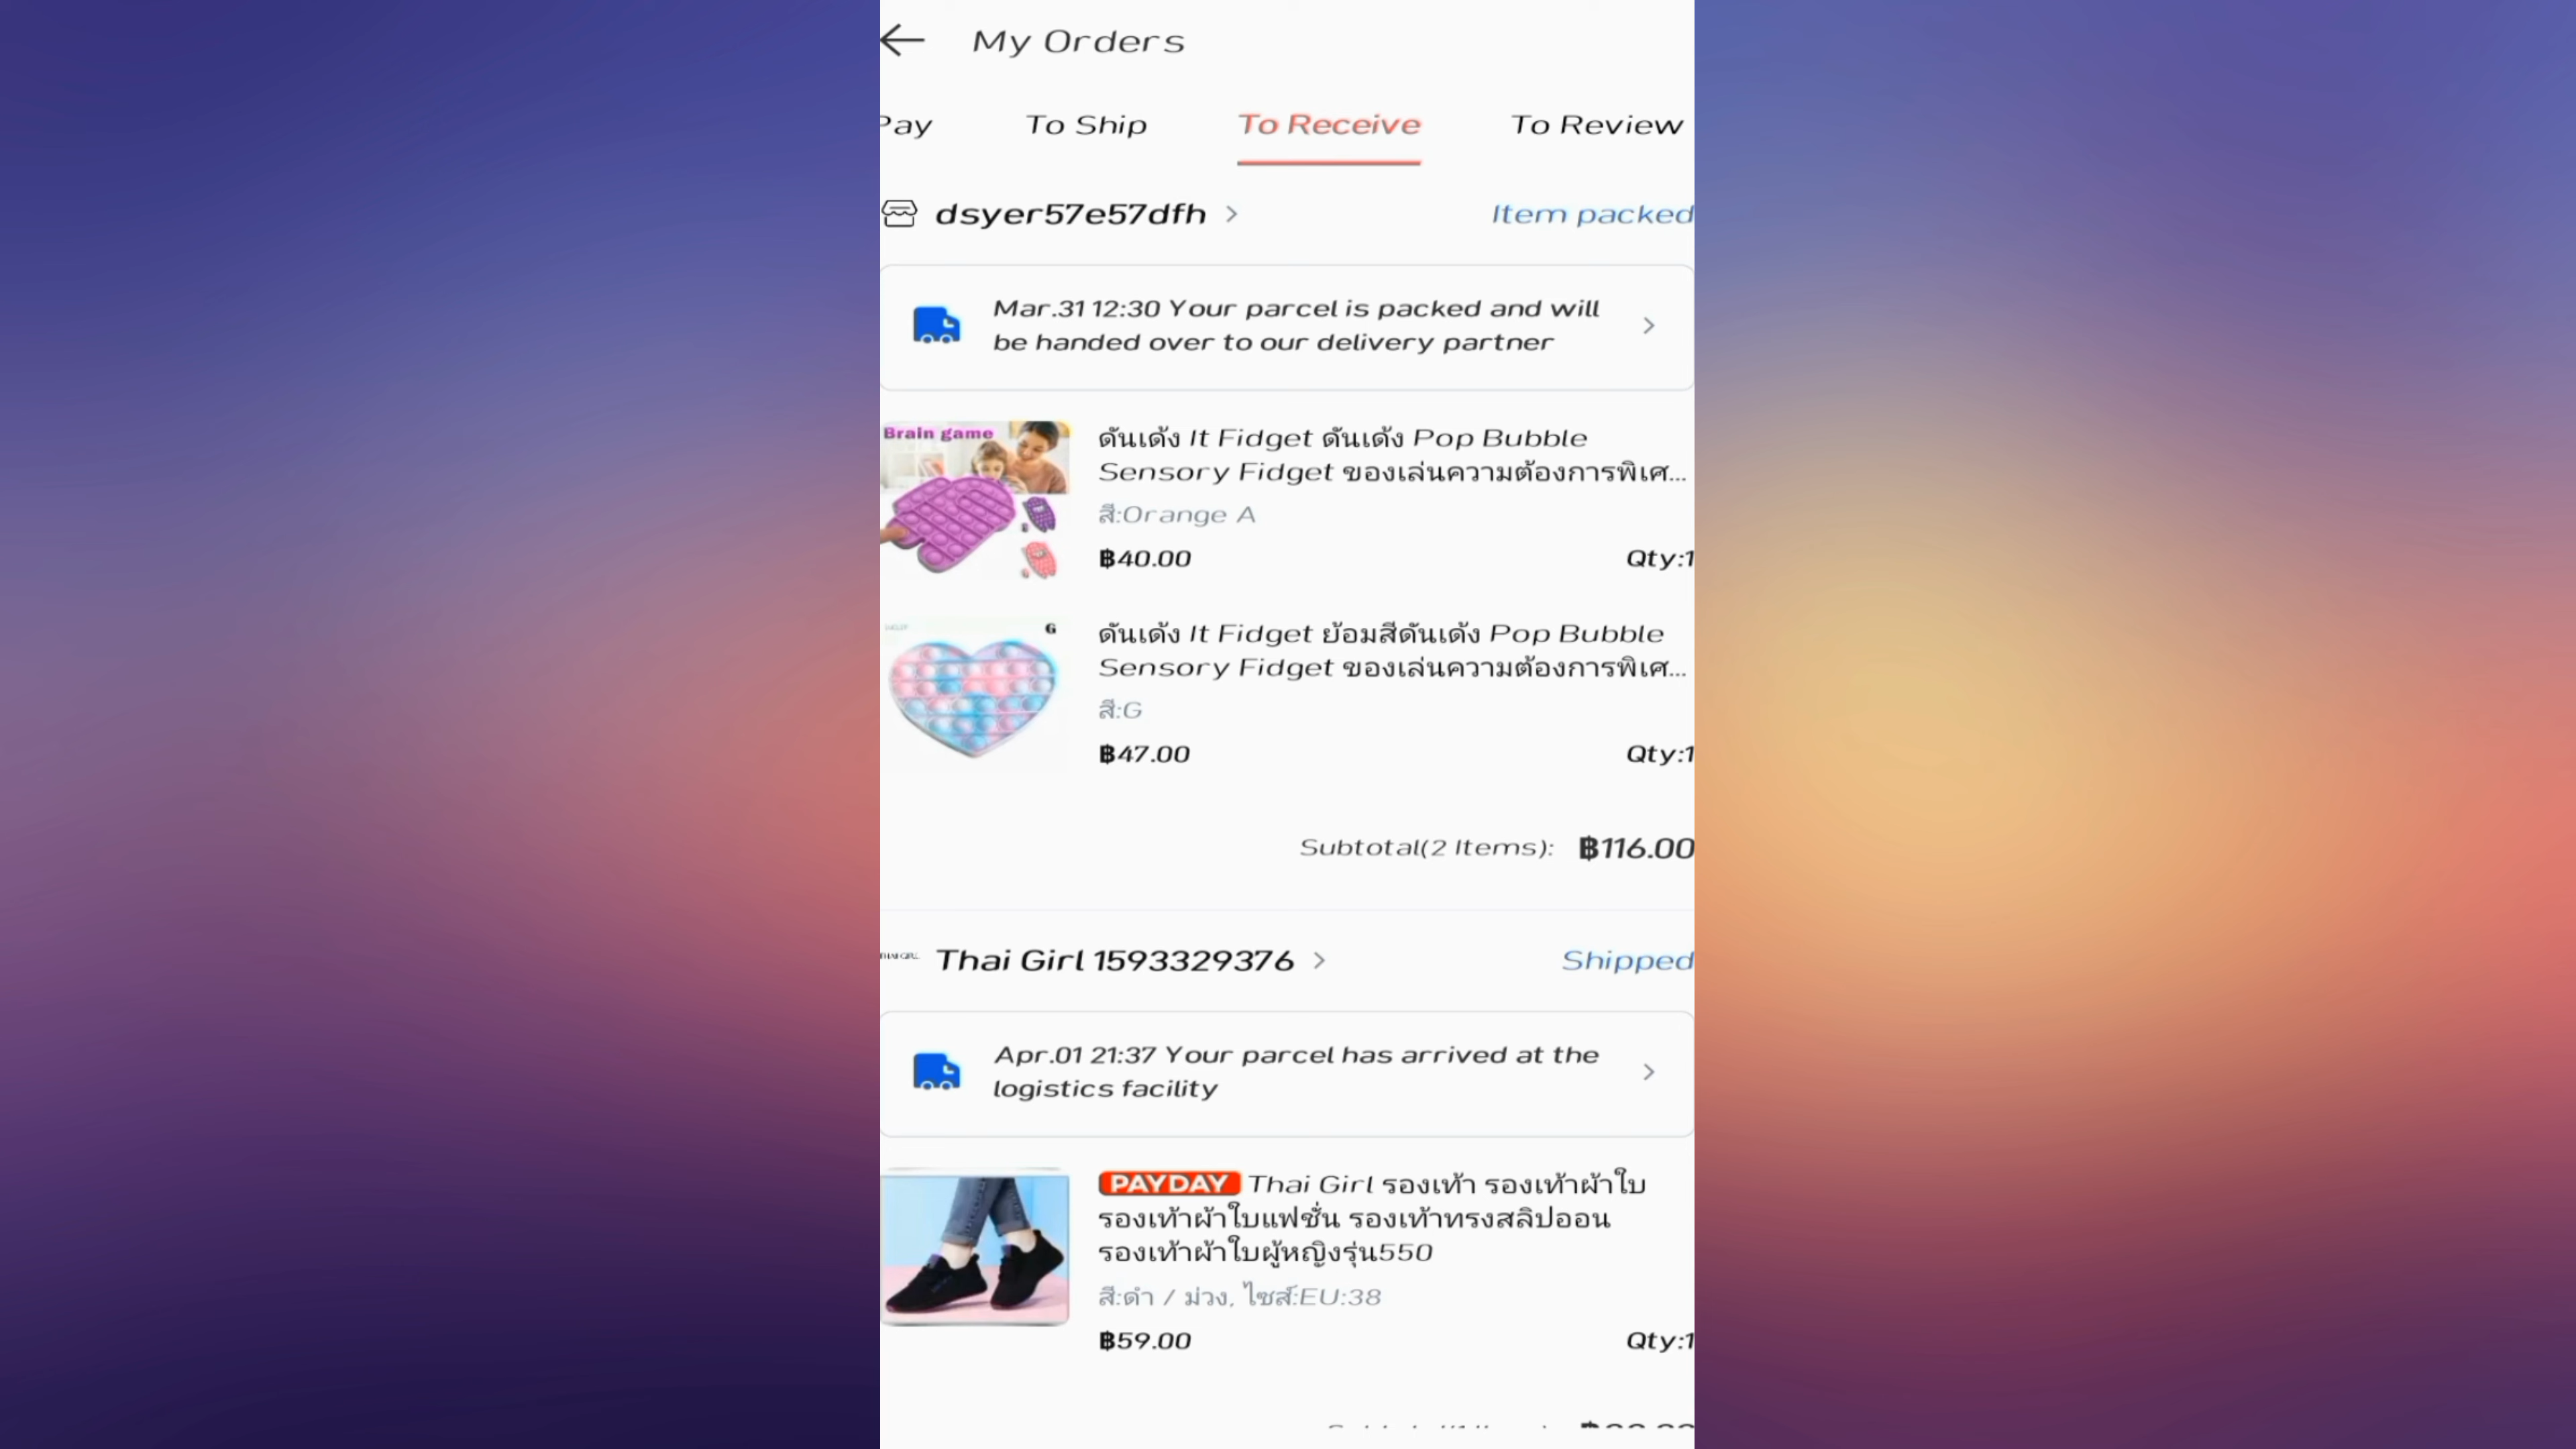 My Orders
Pay To Ship To Receive To Review
dsyer57e57dfh Item packed
Mar.31 12:30 Your parcel is packed and will
be handed over to our delivery partner
Brain game
ดันเด้ง It Fidget ดันเด้ง Pop Bubble
Sensory Fidget ของเล่นความต้องการพิเศ...
สี:Orange A
฿40.00 Qty:1
G
ดันเด้ง It Fidget ย้อมสีดันเด้ง Pop Bubble
Sensory Fidget ของเล่นความต้องการพิเศ...
สี:G
฿47.00 Qty:1
Subtotal(2 Items): ฿116.00
THAI GIRL Thai Girl 1593329376 Shipped
Apr.01 21:37 Your parcel has arrived at the
logistics facility
PAYDAY Thai Girl รองเท้า รองเท้าผ้าใบ
รองเท้าผ้าใบแฟชั่น รองเท้าทรงสลิปออน
รองเท้าผ้าใบผู้หญิงรุ่น550
สี:ดำ / ม่วง, ไซส์:EU:38
฿59.00 Qty:1